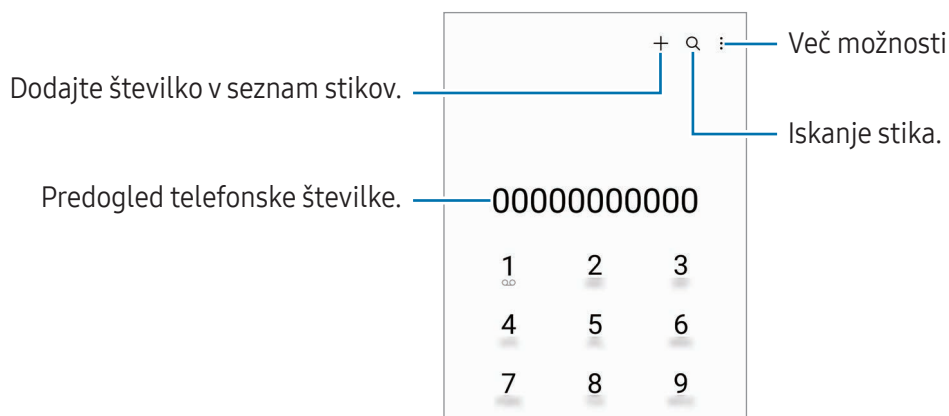 Več možnosti
Dodajte številko v seznam stikov.
Iskanje stika.
Predogled telefonske številke.
00000000000
1 2 3
4 5 6
7 8 9